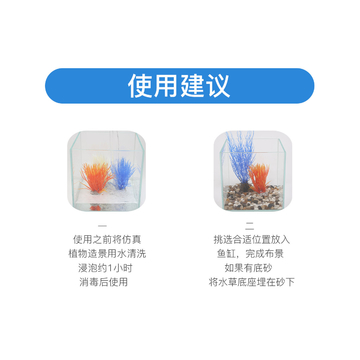 使用建议
一
使用之前将仿真
植物造景用水清洗
浸泡约1小时
消毒后使用
二
挑选合适位置放入
鱼缸，完成布景
如果有底砂
将水草底座埋在砂下